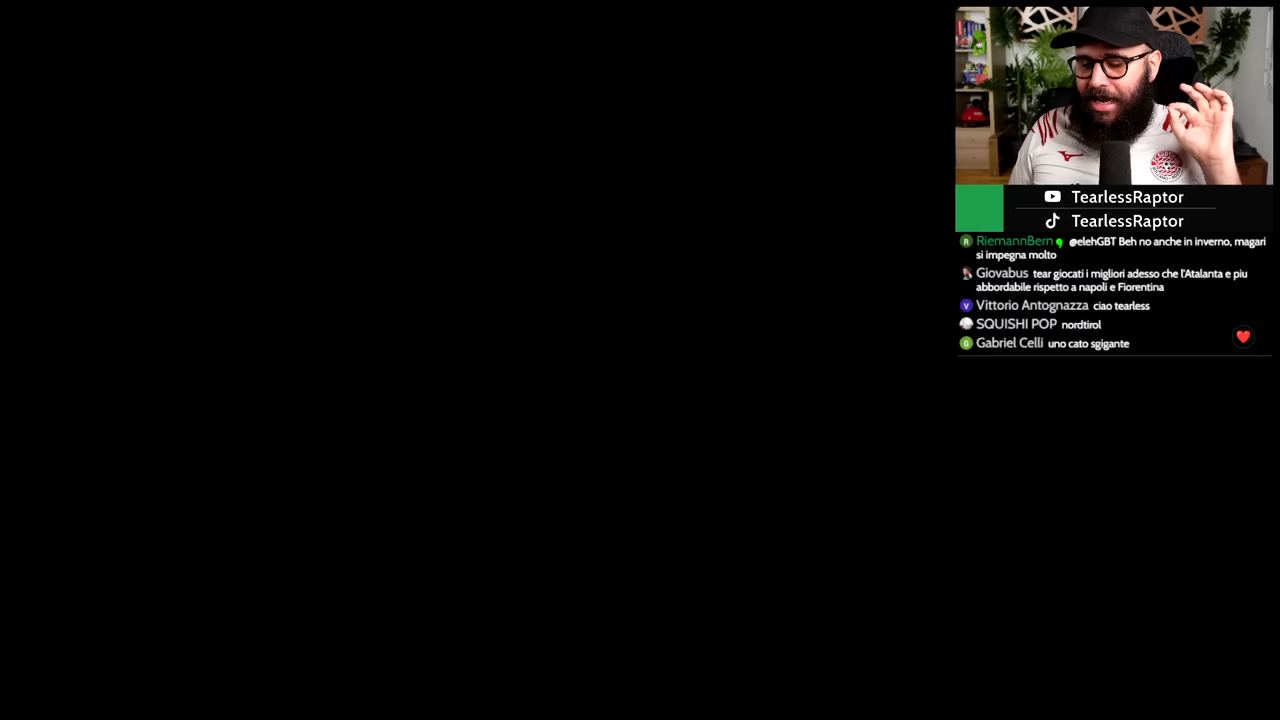 TearlessRaptor
TearlessRaptor
R RiemannBern @elehGBT Beh no anche in inverno, magari
si impegna molto
Giovabus tear giocati i migliori adesso che l'Atalanta e piu
abbordabile rispetto a napoli e Fiorentina
V Vittorio Antognazza ciao tearless
SQUISHI POP nordtirol
G Gabriel Celli uno cato sgigante